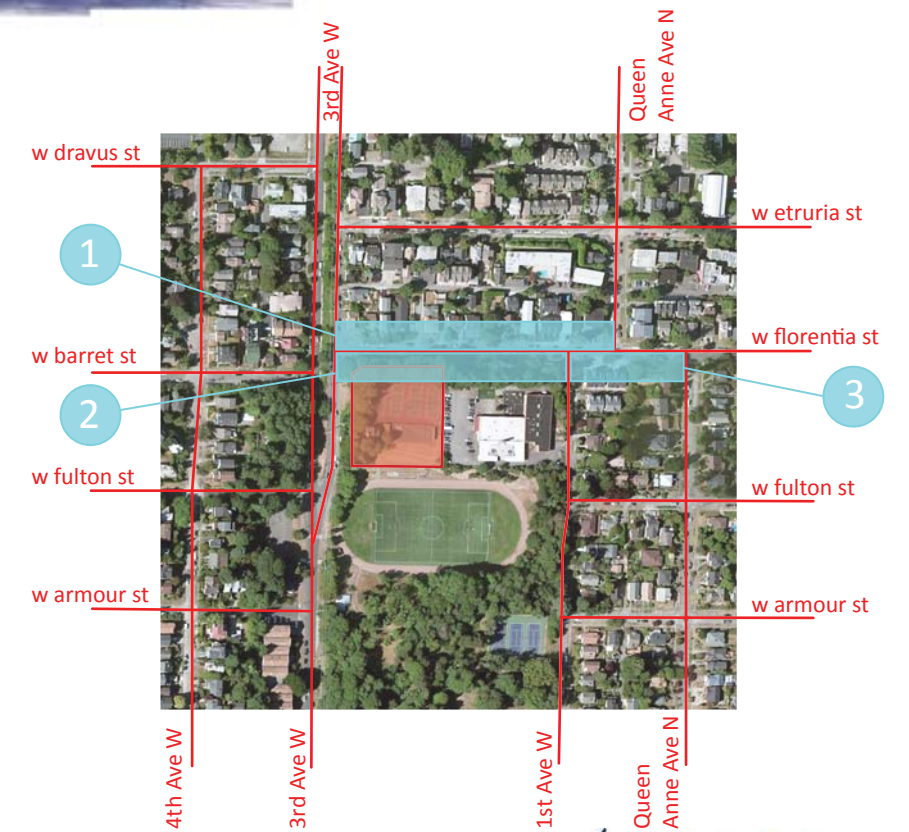 3rd Ave W
Queen
Anne Ave N
w dravus st
w etruria st
1
w florentia st
w barret st
2
3
w fulton st
w fulton st
w armour st
w armour st
4th Ave W
3rd Ave W
1st Ave W
Queen
Anne Ave N